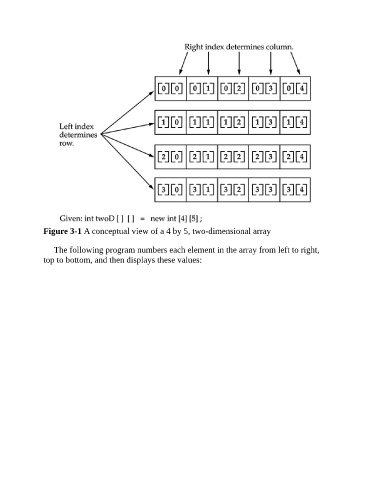 Right index determines column.
[0][0] [0][1] [0][2] [0][3] [0][4]
[1][0] [1][1] [1][2] [1][3] [1][4]
Left index
determines
row.
[2][0] [2][1] [2][2] [2][3] [2][4]
[3][0] [3][1] [3][2] [3][3] [3][4]
Given: int twoD [ ] [ ] = new int [4] [5] ;
Figure 3-1 A conceptual view of a 4 by 5, two-dimensional array
The following program numbers each element in the array from left to right,
top to bottom, and then displays these values: